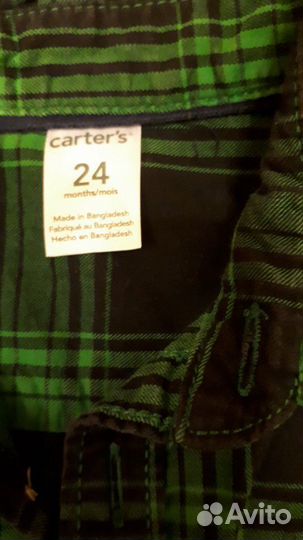 carter's
24
months/mois
Made in Bangladesh
Fabriqué au Bangladesh
Hecho en Bangladesh
Avito